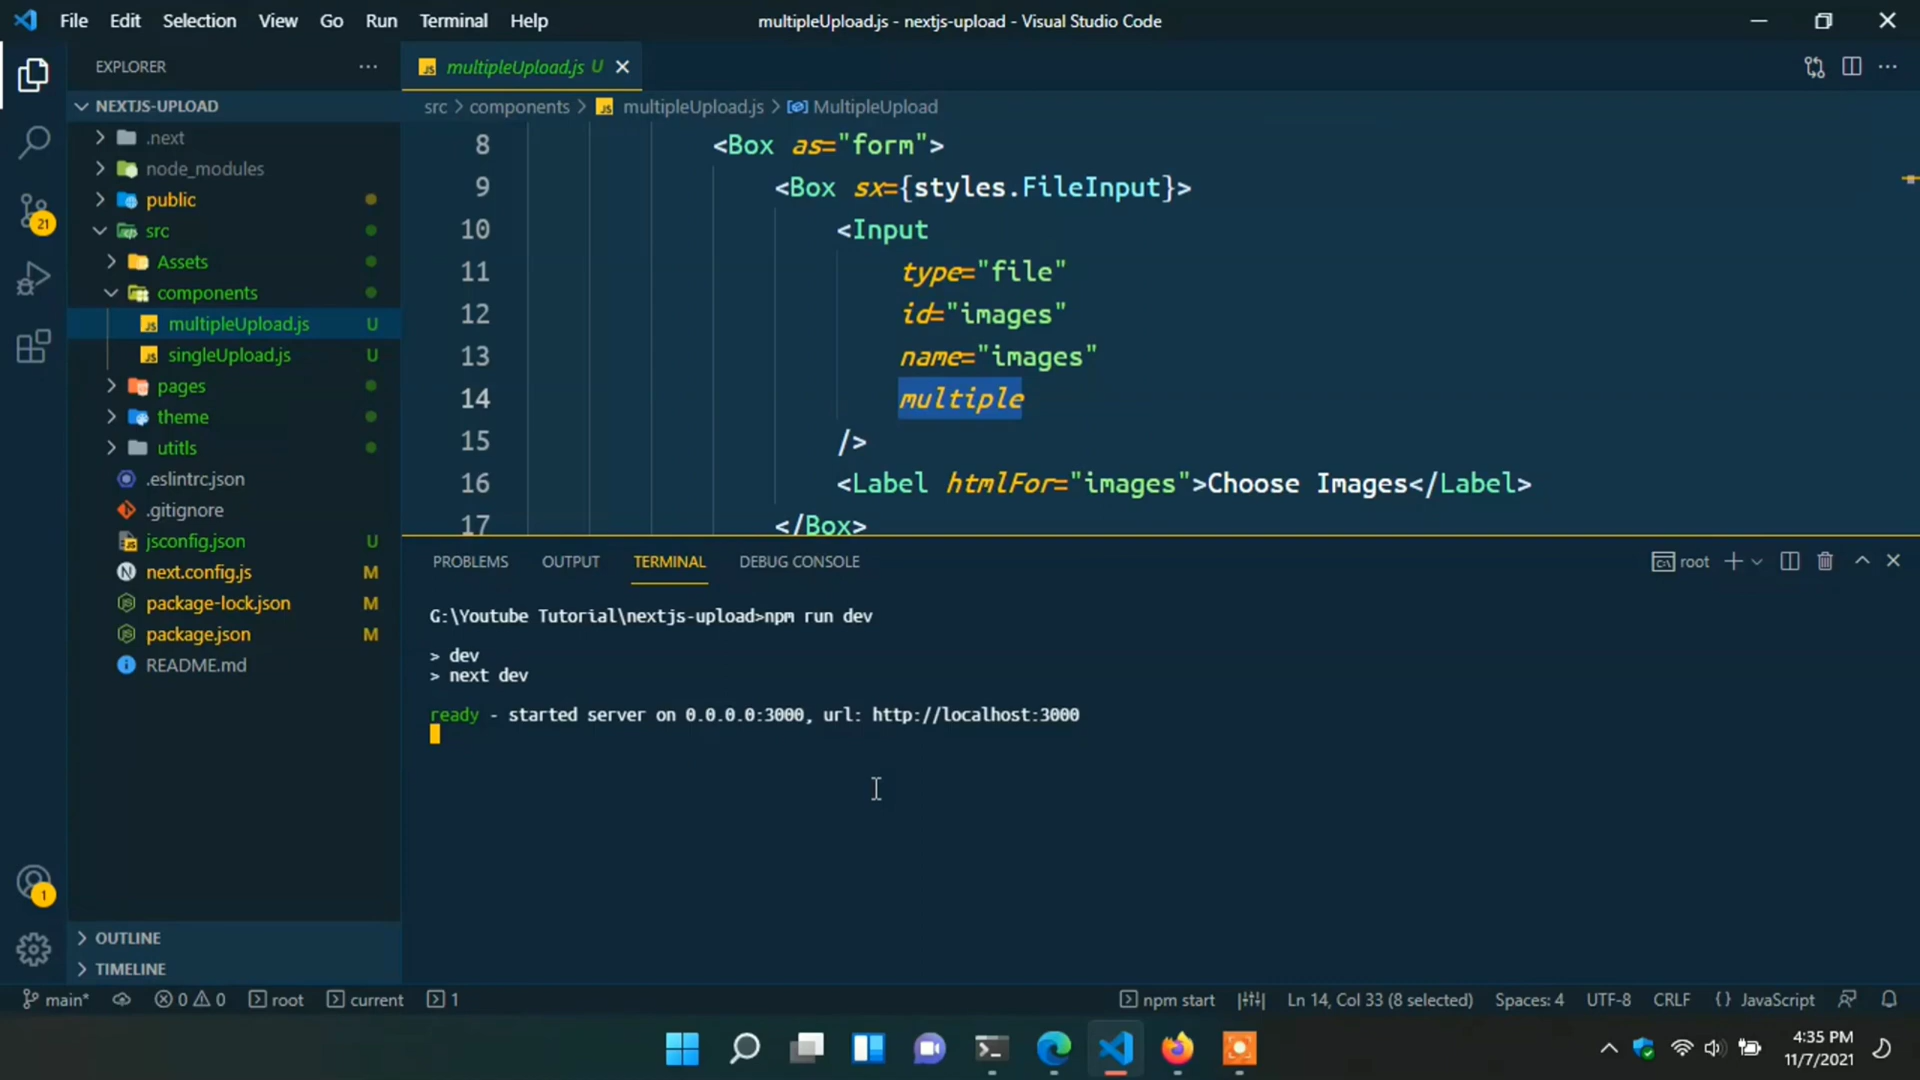 File Edit Selection View Go Run Terminal Help
multipleUpload.js - nextjs-upload - Visual Studio Code
EXPLORER
NEXTJS-UPLOAD
.next
node_modules
public
src
Assets
components
multipleUpload.js U
singleUpload.js U
pages
theme
utitls
.eslintrc.json
.gitignore
jsconfig.json U
next.config.js M
package-lock.json M
package.json M
README.md
OUTLINE
TIMELINE
21
1
JS multipleUpload.js U
src > components > JS multipleUpload.js > MultipleUpload
8 <Box as="form">
9 <Box sx={styles.FileInput}>
10 <Input
11 type="file"
12 id="images"
13 name="images"
14 multiple
15 />
16 <Label htmlFor="images">Choose Images</Label>
17 </Box>
PROBLEMS OUTPUT TERMINAL DEBUG CONSOLE
root
G:\Youtube Tutorial\nextjs-upload>npm run dev
> dev
> next dev
ready - started server on 0.0.0.0:3000, url: http://localhost:3000
main* 0 0 root current 1
npm start Ln 14, Col 33 (8 selected) Spaces: 4 UTF-8 CRLF {} JavaScript
4:35 PM
11/7/2021